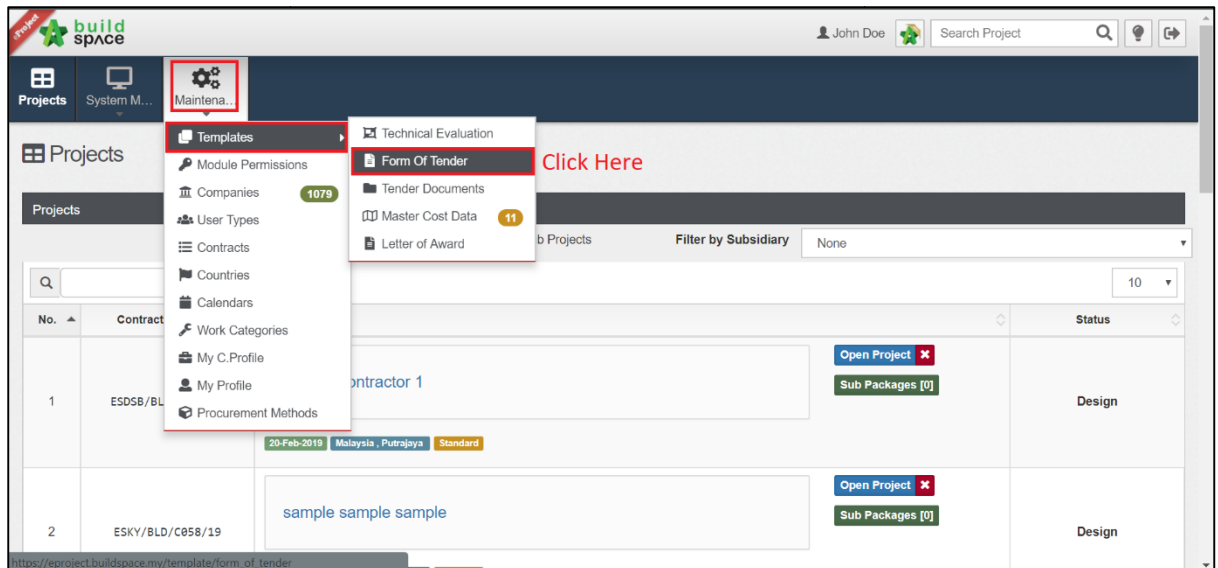 eProject
build
space
John Doe
Search Project
Projects
System M...
Maintena...
Templates
Technical Evaluation
Projects
Module Permissions
Form Of Tender
Click Here
Companies 1079
Tender Documents
Projects
User Types
Master Cost Data 11
Contracts
Letter of Award
b Projects
Filter by Subsidiary
None
Countries
10
Calendars
No.
Contract
Status
Work Categories
My C.Profile
Open Project
ontractor 1
My Profile
Sub Packages [0]
1
ESDSB/BL
Design
Procurement Methods
20-Feb-2019
Malaysia , Putrajaya
Standard
Open Project
sample sample sample
Sub Packages [0]
2
ESKY/BLD/C058/19
Design
https://eproject.buildspace.my/template/form_of_tender